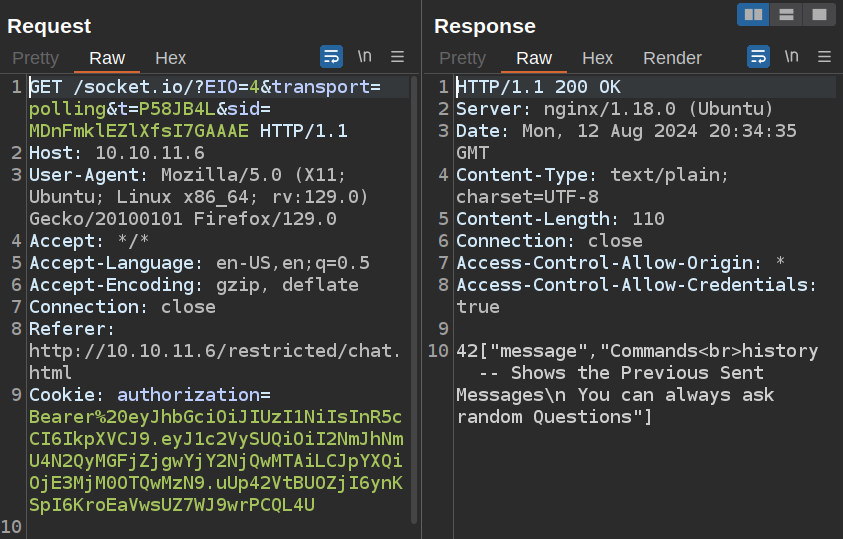 Request
Pretty Raw Hex \n
1 GET /socket.io/?EIO=4&transport=
polling&t=P58JB4L&sid=
MDnFmklEZlXfsI7GAAAE HTTP/1.1
2 Host: 10.10.11.6
3 User-Agent: Mozilla/5.0 (X11;
Ubuntu; Linux x86_64; rv:129.0)
Gecko/20100101 Firefox/129.0
4 Accept: */*
5 Accept-Language: en-US,en;q=0.5
6 Accept-Encoding: gzip, deflate
7 Connection: close
8 Referer:
http://10.10.11.6/restricted/chat.
html
9 Cookie: authorization=
Bearer%20eyJhbGciOiJIUzI1NiIsInR5c
CI6IkpXVCJ9.eyJ1c2VySUQiOiI2NmJhNm
U4N2QyMGFjZjgwYjY2NjQwMTAiLCJpYXQi
OjE3MjM0OTQwMzN9.uUp42VtBUOZjI6ynK
SpI6KroEaVwsUZ7WJ9wrPCQL4U
10
Response
Pretty Raw Hex Render \n
1 HTTP/1.1 200 OK
2 Server: nginx/1.18.0 (Ubuntu)
3 Date: Mon, 12 Aug 2024 20:34:35
GMT
4 Content-Type: text/plain;
charset=UTF-8
5 Content-Length: 110
6 Connection: close
7 Access-Control-Allow-Origin: *
8 Access-Control-Allow-Credentials:
true
9
10 42["message","Commands<br>history
-- Shows the Previous Sent
Messages\n You can always ask
random Questions"]